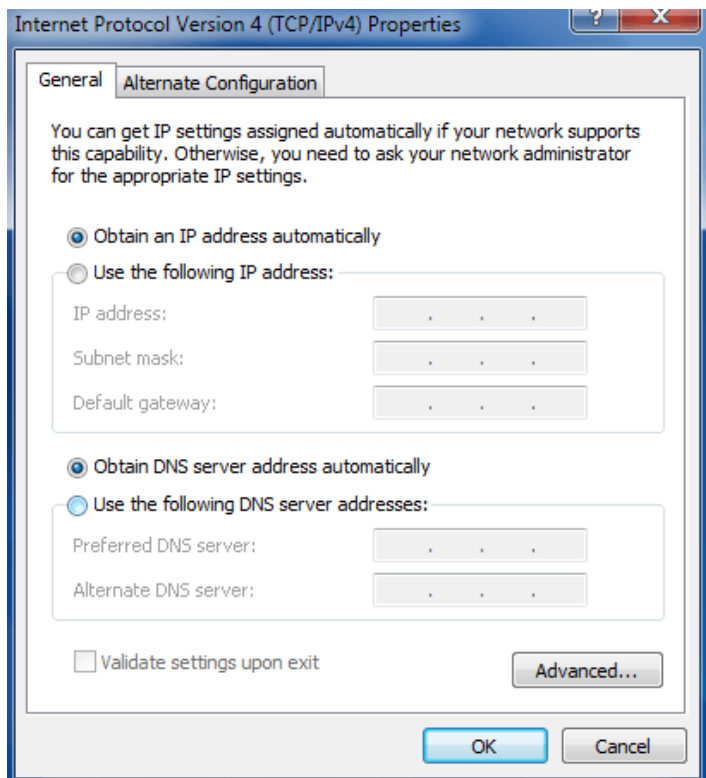 Internet Protocol Version 4 (TCP/IPv4) Properties
? X
General Alternate Configuration
You can get IP settings assigned automatically if your network supports
this capability. Otherwise, you need to ask your network administrator
for the appropriate IP settings.
Obtain an IP address automatically
Use the following IP address:
IP address: . . .
Subnet mask: . . .
Default gateway: . . .
Obtain DNS server address automatically
Use the following DNS server addresses:
Preferred DNS server: . . .
Alternate DNS server: . . .
Validate settings upon exit
Advanced...
OK Cancel